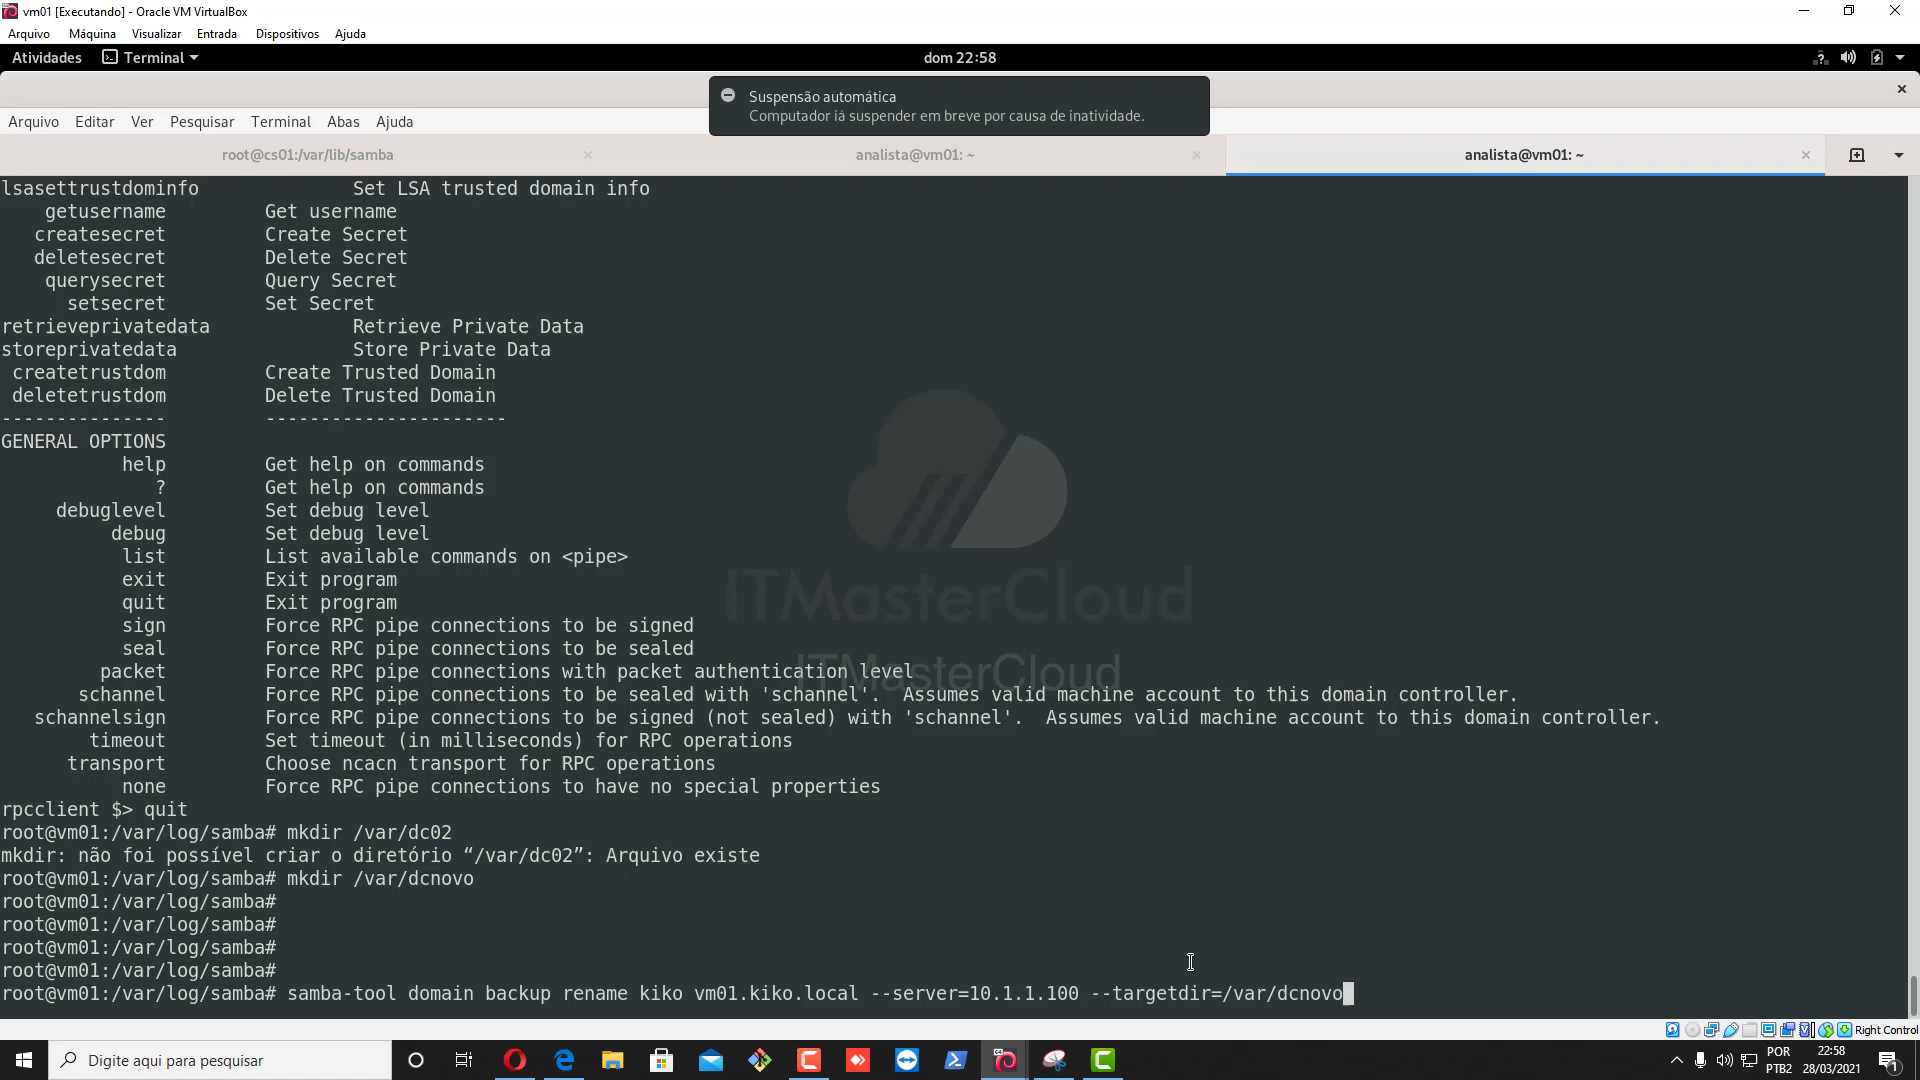 vm01 [Executando] - Oracle VM VirtualBox
Arquivo Máquina Visualizar Entrada Dispositivos Ajuda
Atividades Terminal dom 22:58
Suspensão automática
Computador iá suspender em breve por causa de inatividade.
Arquivo Editar Ver Pesquisar Terminal Abas Ajuda
root@cs01:/var/lib/samba analista@vm01: ~ analista@vm01: ~
lsasettrustdominfo Set LSA trusted domain info
getusername Get username
createsecret Create Secret
deletesecret Delete Secret
querysecret Query Secret
setsecret Set Secret
retrieveprivatedata Retrieve Private Data
storeprivatedata Store Private Data
createtrustdom Create Trusted Domain
deletetrustdom Delete Trusted Domain
--------------- ----------------------
GENERAL OPTIONS
help Get help on commands
? Get help on commands
debuglevel Set debug level
debug Set debug level
list List available commands on <pipe>
exit Exit program
quit Exit program
sign Force RPC pipe connections to be signed
seal Force RPC pipe connections to be sealed
packet Force RPC pipe connections with packet authentication level
schannel Force RPC pipe connections to be sealed with 'schannel'. Assumes valid machine account to this domain controller.
schannelsign Force RPC pipe connections to be signed (not sealed) with 'schannel'. Assumes valid machine account to this domain controller.
timeout Set timeout (in milliseconds) for RPC operations
transport Choose ncacn transport for RPC operations
none Force RPC pipe connections to have no special properties
rpcclient $> quit
root@vm01:/var/log/samba# mkdir /var/dc02
mkdir: não foi possível criar o diretório “/var/dc02”: Arquivo existe
root@vm01:/var/log/samba# mkdir /var/dcnovo
root@vm01:/var/log/samba#
root@vm01:/var/log/samba#
root@vm01:/var/log/samba#
root@vm01:/var/log/samba#
root@vm01:/var/log/samba# samba-tool domain backup rename kiko vm01.kiko.local --server=10.1.1.100 --targetdir=/var/dcnovo
ITMasterCloud
ITMasterCloud
Right Control
Digite aqui para pesquisar
POR
PTB2
22:58
28/03/2021
1